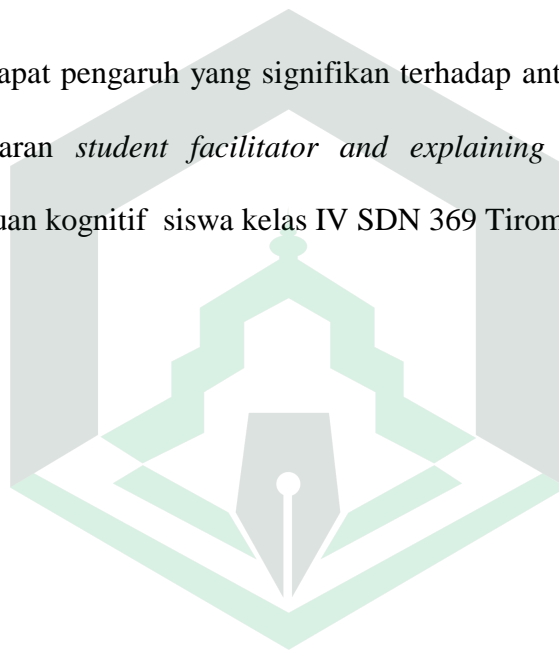 apat pengaruh yang signifikan terhadap ant
aran student facilitator and explaining
uan kognitif siswa kelas IV SDN 369 Tirom